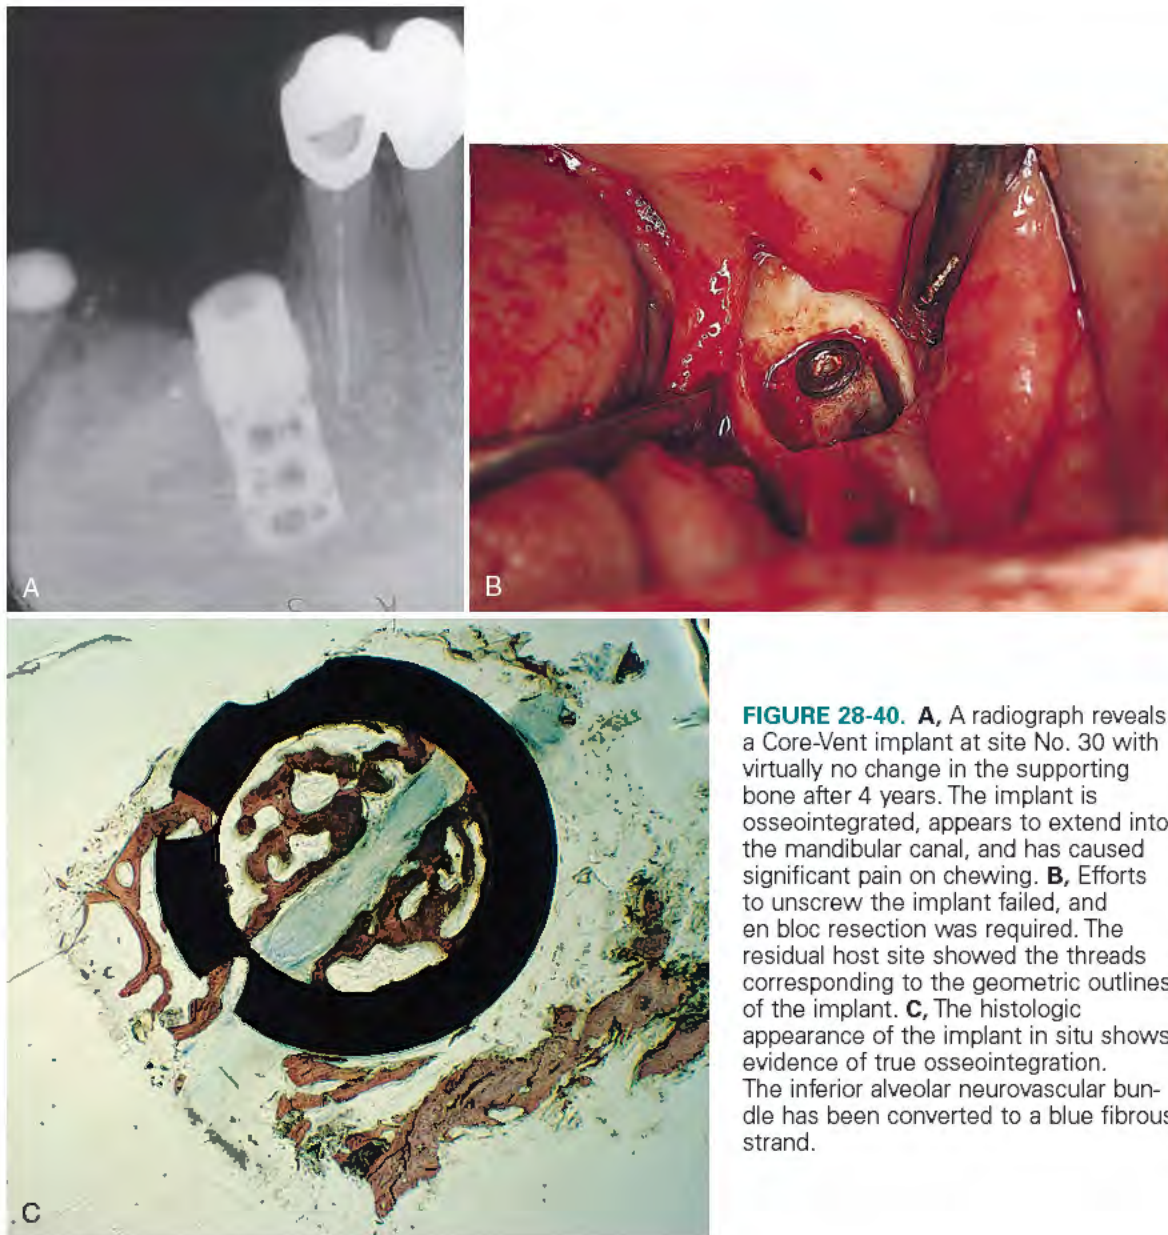 A
B
C
FIGURE 28-40. A, A radiograph reveals
a Core-Vent implant at site No. 30 with
virtually no change in the supporting
bone after 4 years. The implant is
osseointegrated, appears to extend into
the mandibular canal, and has caused
significant pain on chewing. B, Efforts
to unscrew the implant failed, and
en bloc resection was required. The
residual host site showed the threads
corresponding to the geometric outlines
of the implant. C, The histologic
appearance of the implant in situ shows
evidence of true osseointegration.
The inferior alveolar neurovascular bun-
dle has been converted to a blue fibrous
strand.